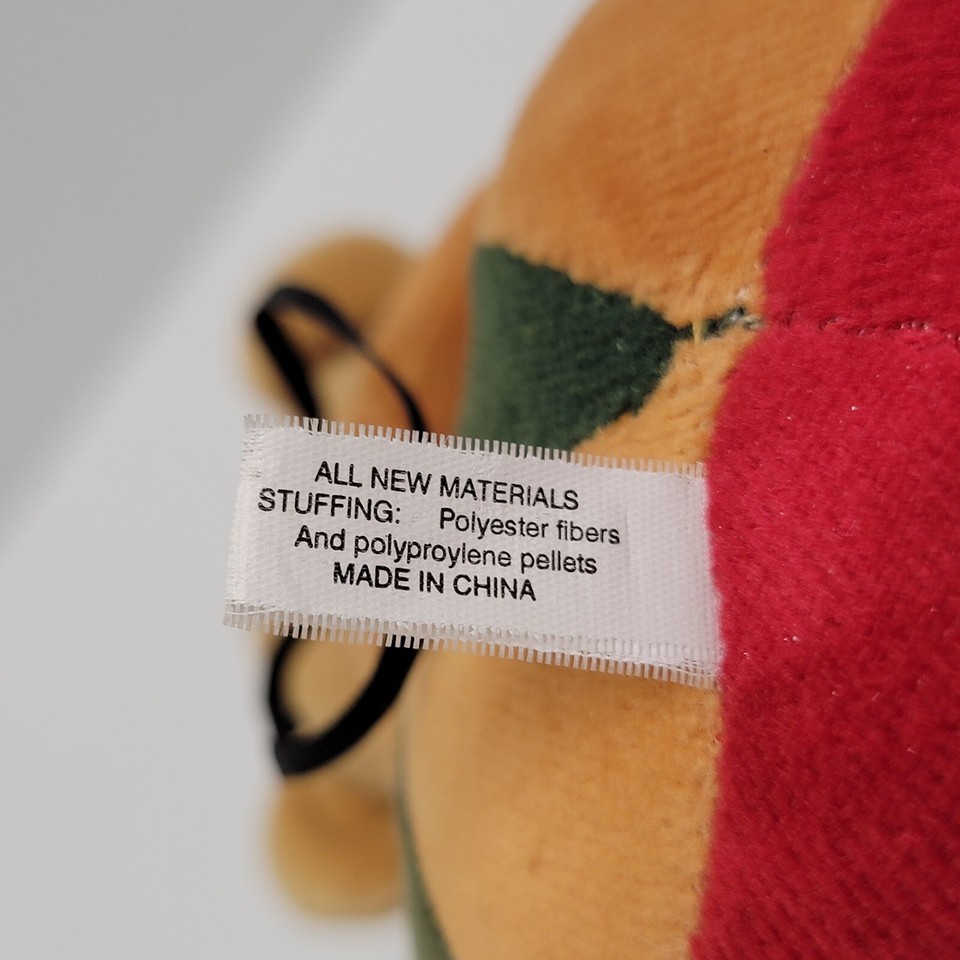 ALL NEW MATERIALS
STUFFING: Polyester fibers
And polyproylene pellets
MADE IN CHINA